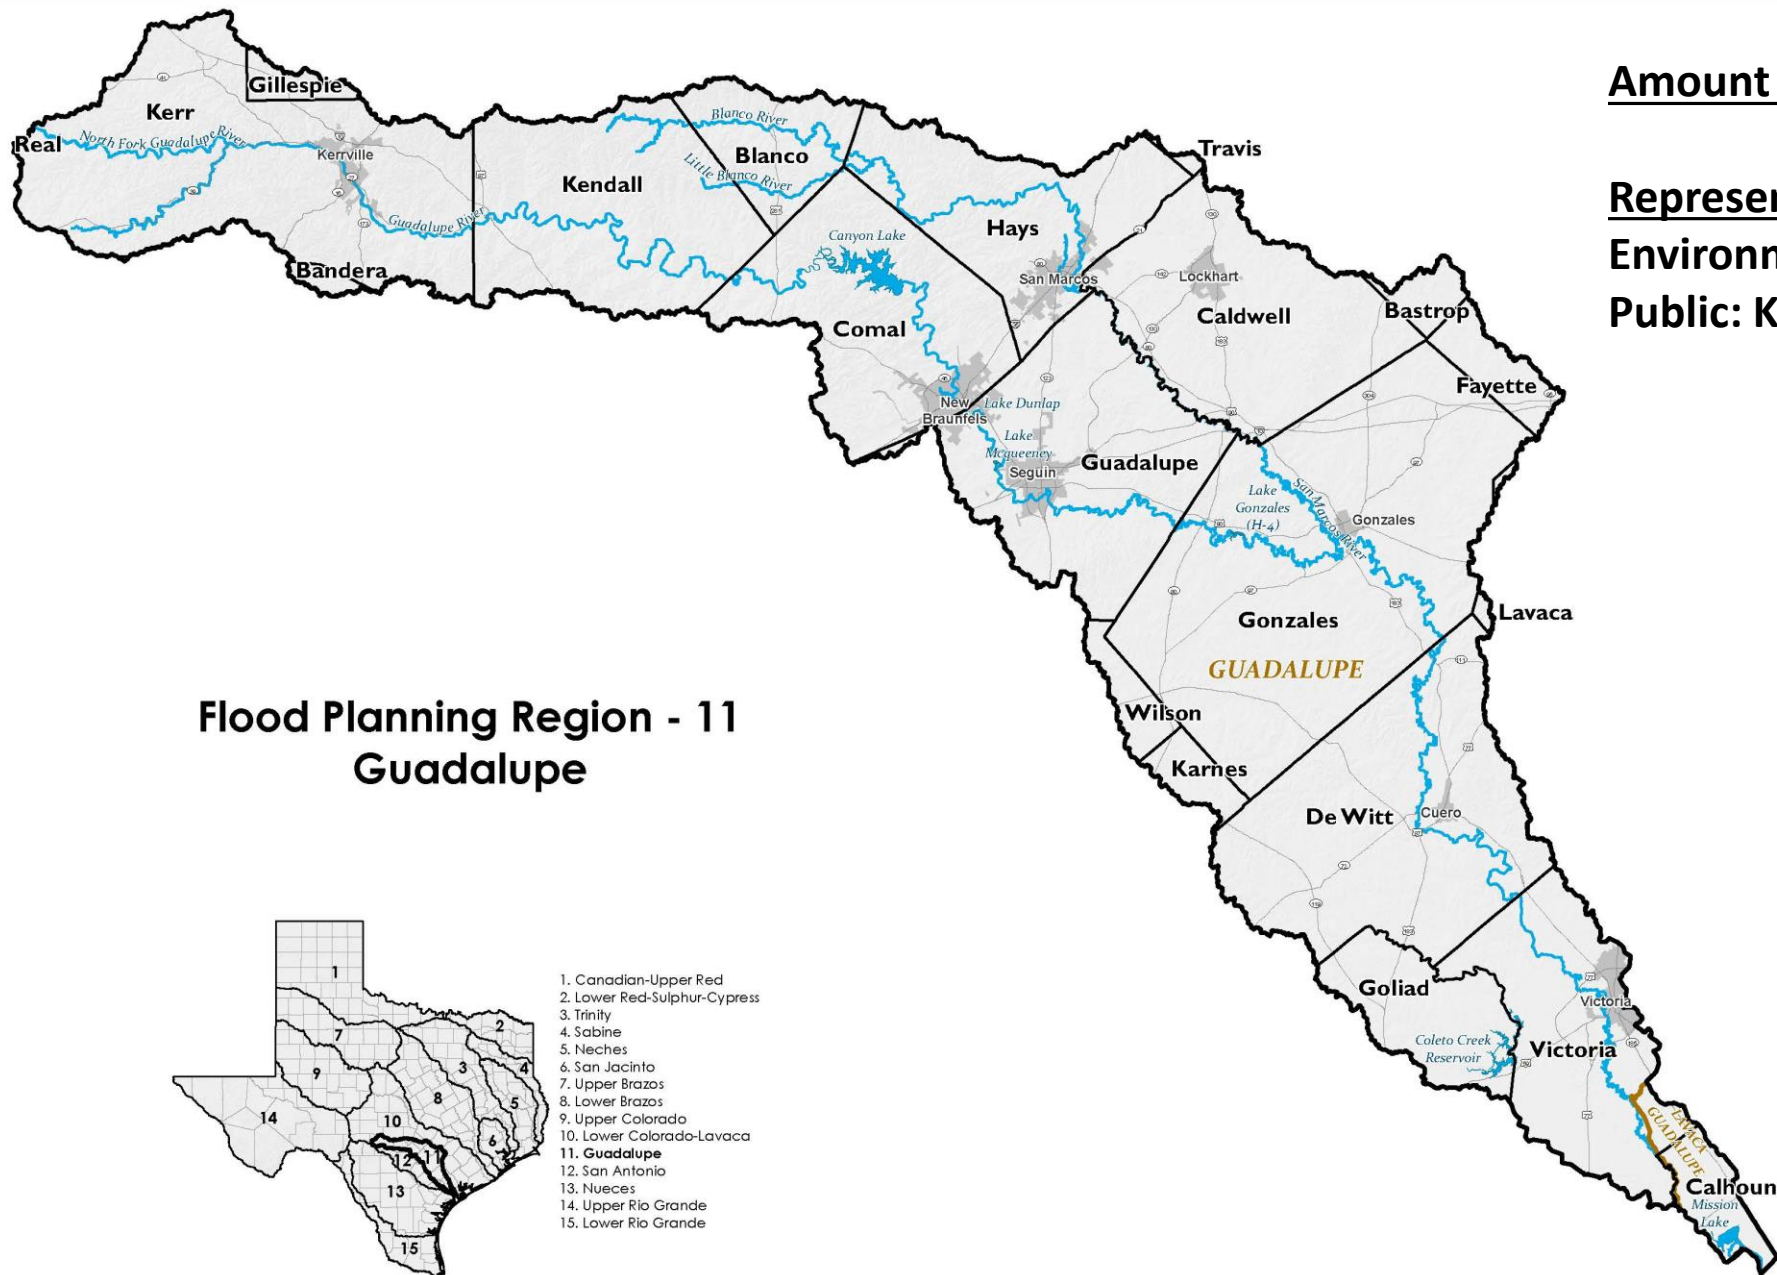 Amount
Represer
Environn
Public: K
Gillespie
Kerr
Real
North Fork Guadalupe River
Kerrville
Guadalupe River
Bandera
Kendall
Blanco River
Blanco
Little Blanco River
Travis
Hays
Canyon Lake
San Marcos
Lockhart
Comal
Caldwell
Bastrop
Fayette
New
Braunfels
Lake Dunlap
Lake
Mcqueeney
Seguin
Guadalupe
Lake
Gonzales
(H-4)
San Marcos River
Gonzales
Gonzales
Lavaca
GUADALUPE
Wilson
Karnes
De Witt
Cuero
Goliad
Coleto Creek
Reservoir
Victoria
Victoria
LAVACA
GUADALUPE
Calhoun
Mission
Lake
Flood Planning Region - 11
Guadalupe
1
2
3
4
5
6
7
8
9
10
11
12
13
14
15
1. Canadian-Upper Red
2. Lower Red-Sulphur-Cypress
3. Trinity
4. Sabine
5. Neches
6. San Jacinto
7. Upper Brazos
8. Lower Brazos
9. Upper Colorado
10. Lower Colorado-Lavaca
11. Guadalupe
12. San Antonio
13. Nueces
14. Upper Rio Grande
15. Lower Rio Grande